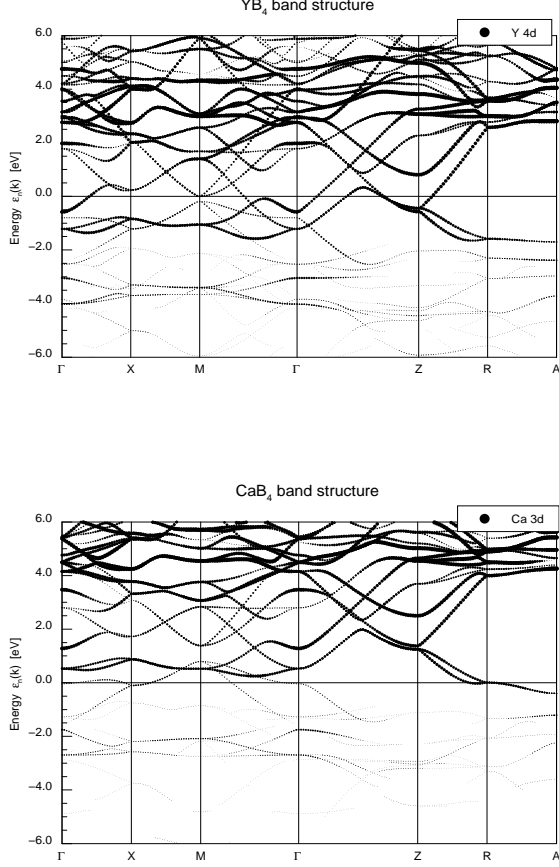 YB4 band structure
Y 4d
Energy εn(k) [eV]
6.0
4.0
2.0
0.0
−2.0
−4.0
−6.0
Γ X M Γ Z R A
CaB4 band structure
Ca 3d
Energy εn(k) [eV]
6.0
4.0
2.0
0.0
−2.0
−4.0
−6.0
Γ X M Γ Z R A